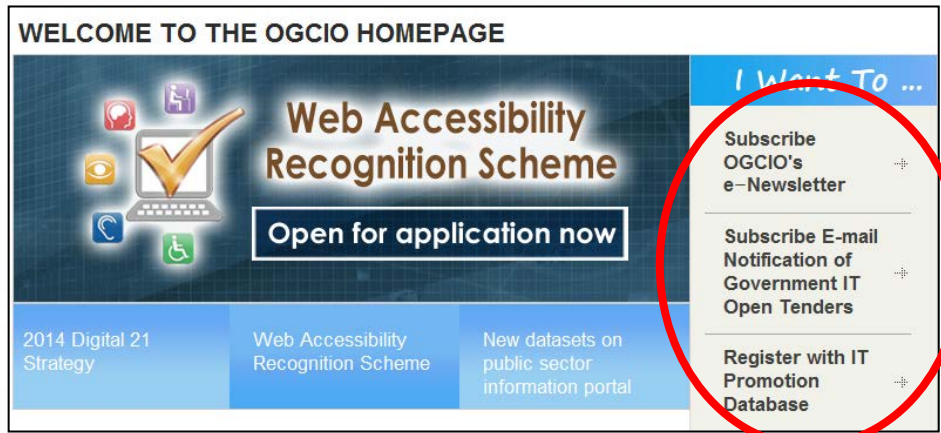 WELCOME TO THE OGCIO HOMEPAGE
Web Accessibility
Recognition Scheme
Open for application now
2014 Digital 21
Strategy
Web Accessibility
Recognition Scheme
New datasets on
public sector
information portal
I Want To ...
Subscribe
OGCIO's
e-Newsletter
Subscribe E-mail
Notification of
Government IT
Open Tenders
Register with IT
Promotion
Database